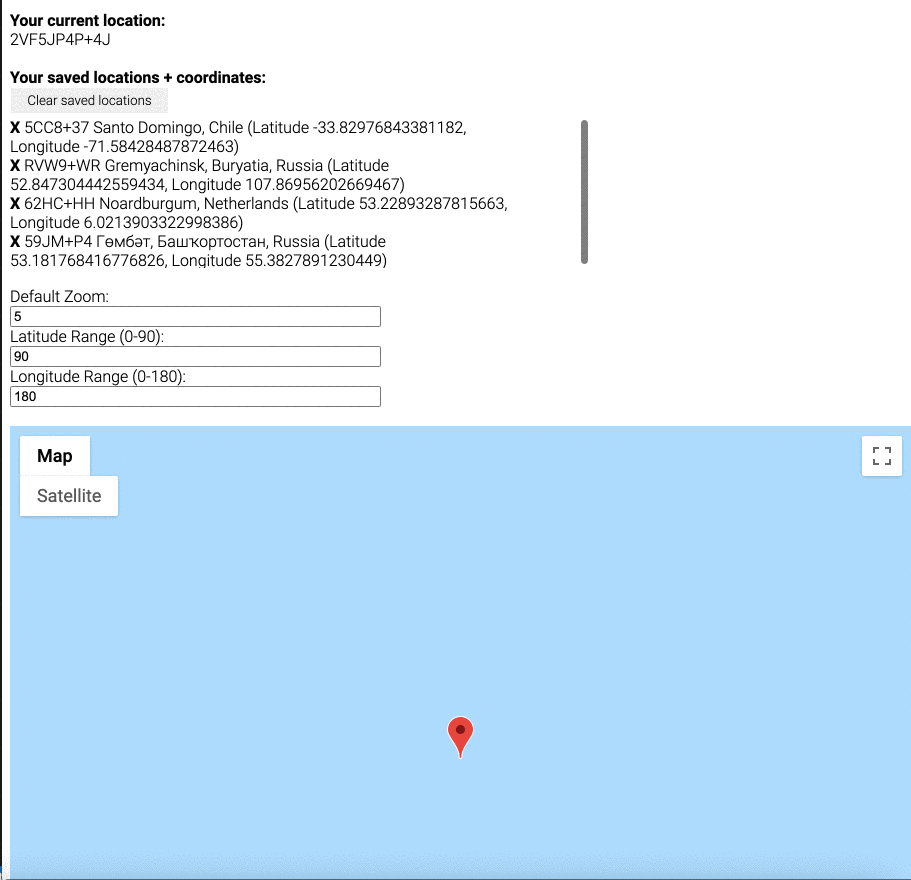 Your current location:
2VF5JP4P+4J
Your saved locations + coordinates:
Clear saved locations
X 5CC8+37 Santo Domingo, Chile (Latitude -33.82976843381182,
Longitude -71.58428487872463)
X RVW9+WR Gremyachinsk, Buryatia, Russia (Latitude
52.847304442559434, Longitude 107.86956202669467)
X 62HC+HH Noardburgum, Netherlands (Latitude 53.22893287815663,
Longitude 6.0213903322998386)
X 59JM+P4 Гөмбәт, Башҡортостан, Russia (Latitude
53.181768416776826, Longitude 55.3827891230449)
Default Zoom:
5
Latitude Range (0-90):
90
Longitude Range (0-180):
180
Map
Satellite